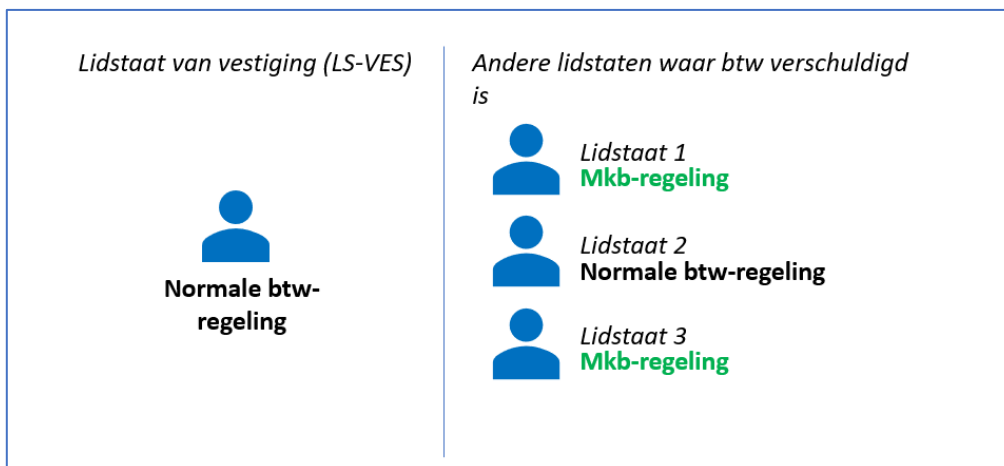 Lidstaat van vestiging (LS-VES)
Normale btw-
regeling
Andere lidstaten waar btw verschuldigd
is
Lidstaat 1
Mkb-regeling
Lidstaat 2
Normale btw-regeling
Lidstaat 3
Mkb-regeling